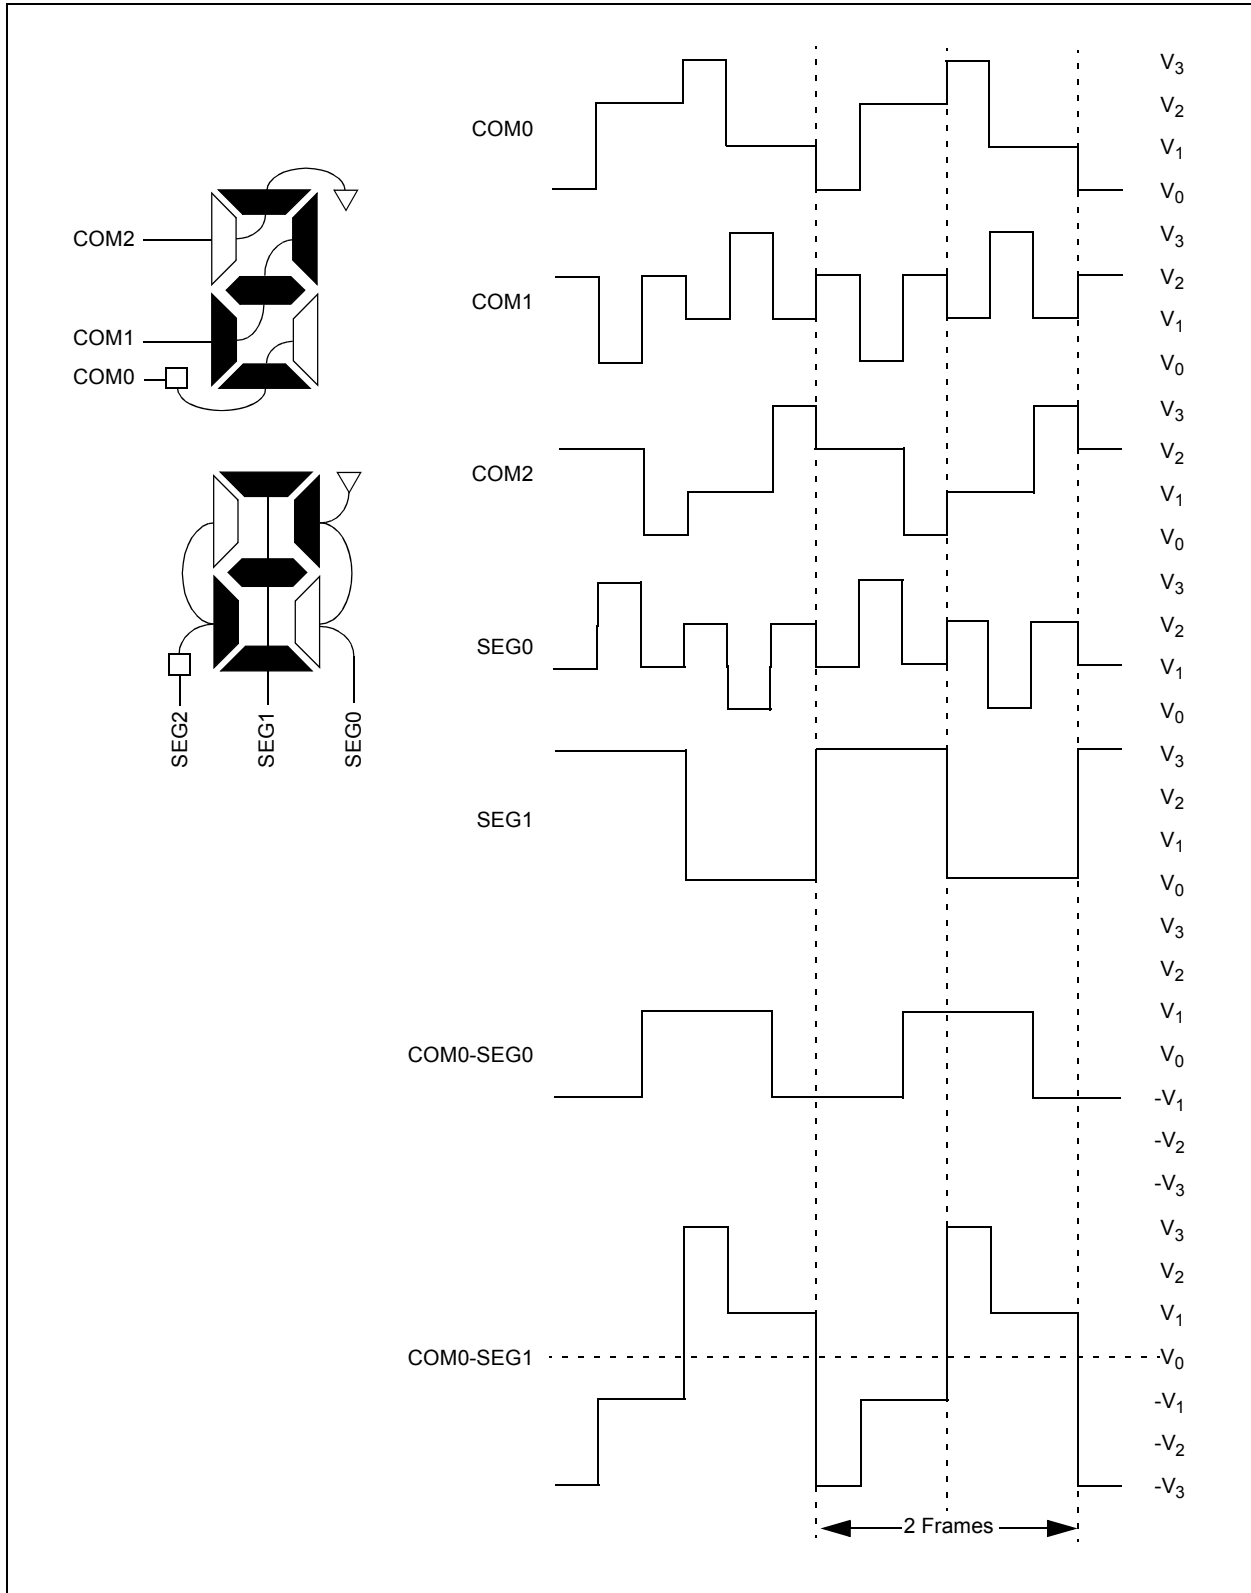 COM2
COM1
COM0
SEG2
SEG1
SEG0
COM0
V3
V2
V1
V0
COM1
V3
V2
V1
V0
COM2
V3
V2
V1
V0
SEG0
V3
V2
V1
V0
SEG1
V3
V2
V1
V0
COM0-SEG0
V3
V2
V1
V0
-V1
-V2
-V3
COM0-SEG1
V3
V2
V1
V0
-V1
-V2
-V3
2 Frames